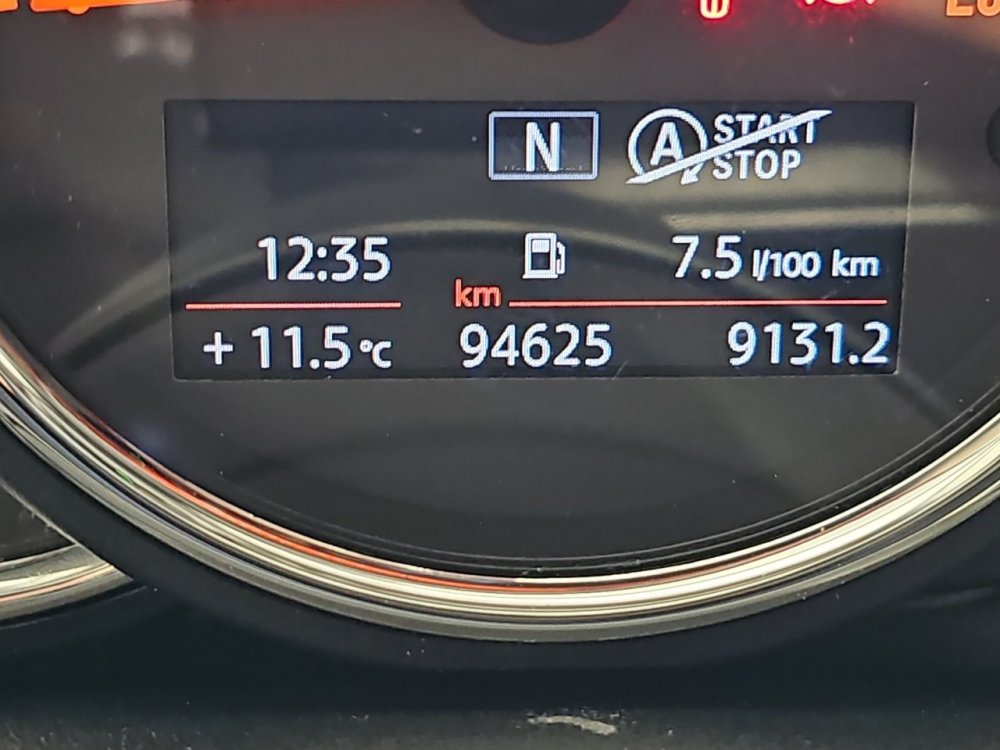 N A START
STOP
12:35 7.5 l/100 km
km
+ 11.5 °C 94625 9131.2